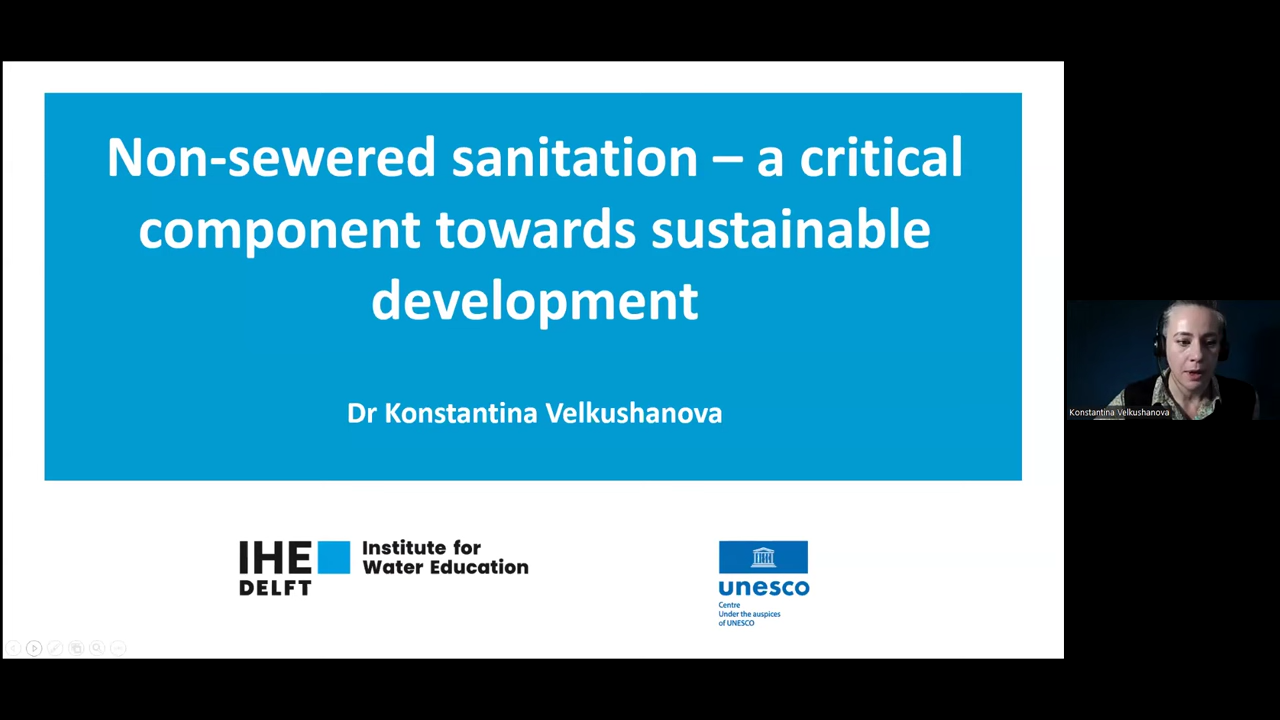 Non-sewered sanitation – a critical
component towards sustainable
development
Dr Konstantina Velkushanova
IHE
DELFT
Institute for
Water Education
unesco
Centre
Under the auspices
of UNESCO
Konstantina Velkushanova